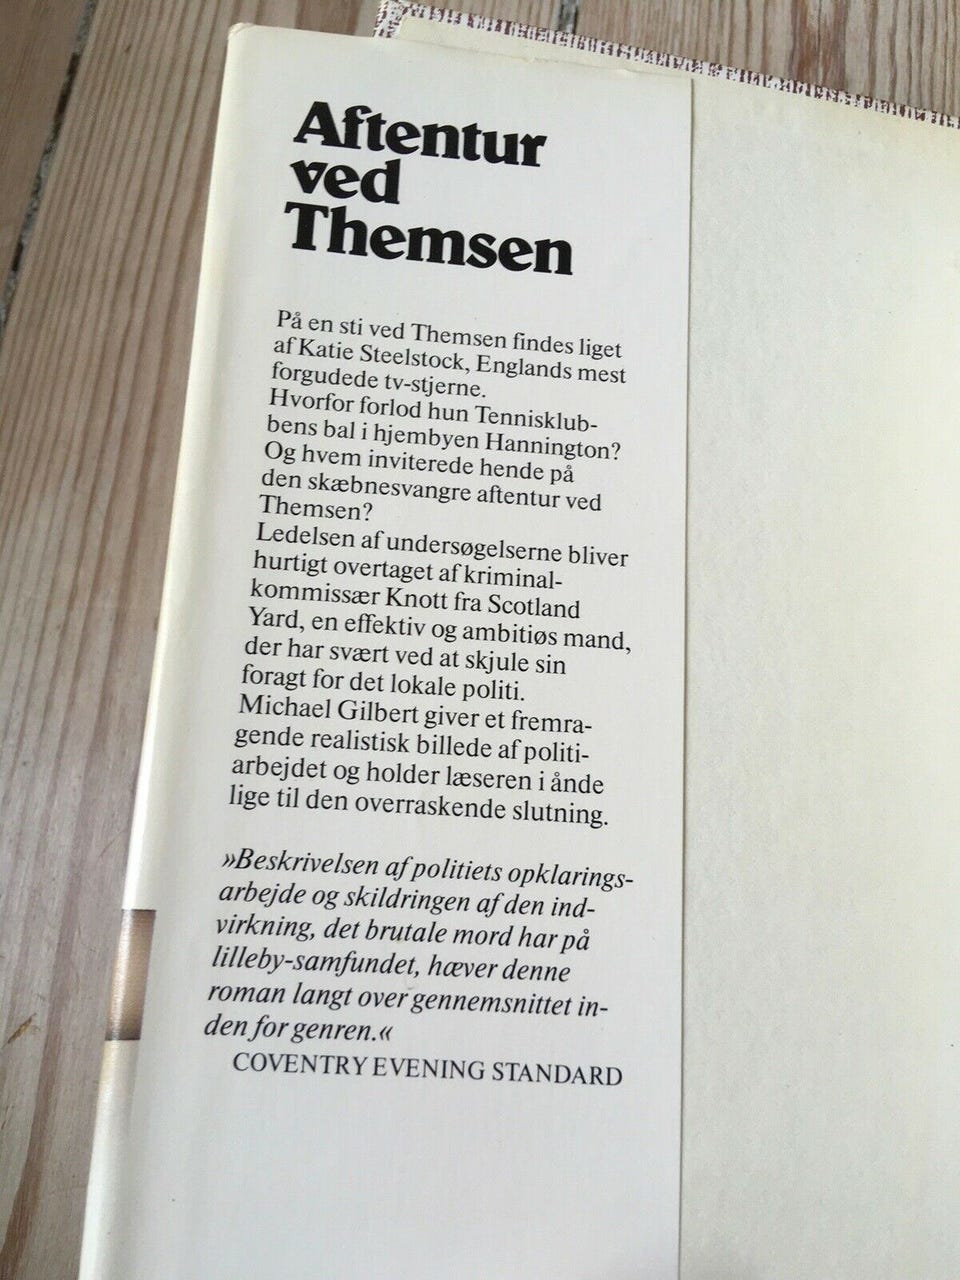 Aftentur
ved
Themsen
På en sti ved Themsen findes liget
af Katie Steelstock, Englands mest
forgudede tv-stjerne.
Hvorfor forlod hun Tennisklub-
bens bal i hjembyen Hannington?
Og hvem inviterede hende på
den skæbnesvangre aftentur ved
Themsen?
Ledelsen af undersøgelserne bliver
hurtigt overtaget af kriminal-
kommissær Knott fra Scotland
Yard, en effektiv og ambitiøs mand,
der har svært ved at skjule sin
foragt for det lokale politi.
Michael Gilbert giver et fremra-
gende realistisk billede af politi-
arbejdet og holder læseren i ånde
lige til den overraskende slutning.
»Beskrivelsen af politiets opklarings-
arbejde og skildringen af den ind-
virkning, det brutale mord har på
lilleby-samfundet, hæver denne
roman langt over gennemsnittet in-
den for genren.«
COVENTRY EVENING STANDARD